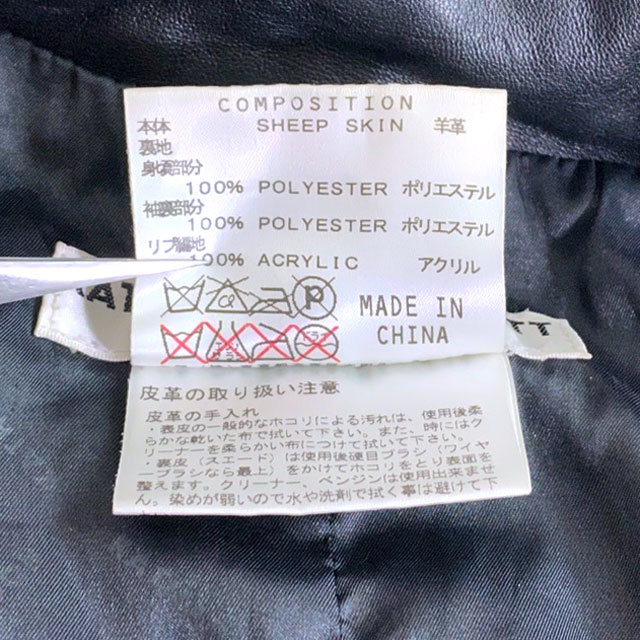 COMPOSITION
本体 SHEEP SKIN 羊革
裏地
身頃部分
100% POLYESTER ポリエステル
袖裏部分
100% POLYESTER ポリエステル
リブ編地
100% ACRYLIC アクリル
P
MADE IN
CHINA
TT
皮革の取り扱い注意
皮革の手入れ
・表皮の一般的なホコリによる汚れは、使用後柔
らかな乾いた布で拭いて下さい。また、時にはク
リーナーを柔らかい布につけて拭いて下さい。
・裏皮(スエード)は使用後硬目ブラシ(ワイヤ
ーブラシなら最上)をかけてホコリをとり表面を
整えます。クリーナー、ベンジンは使用出来ませ
ん。染めが弱いので水や洗剤で拭く事は避けて下